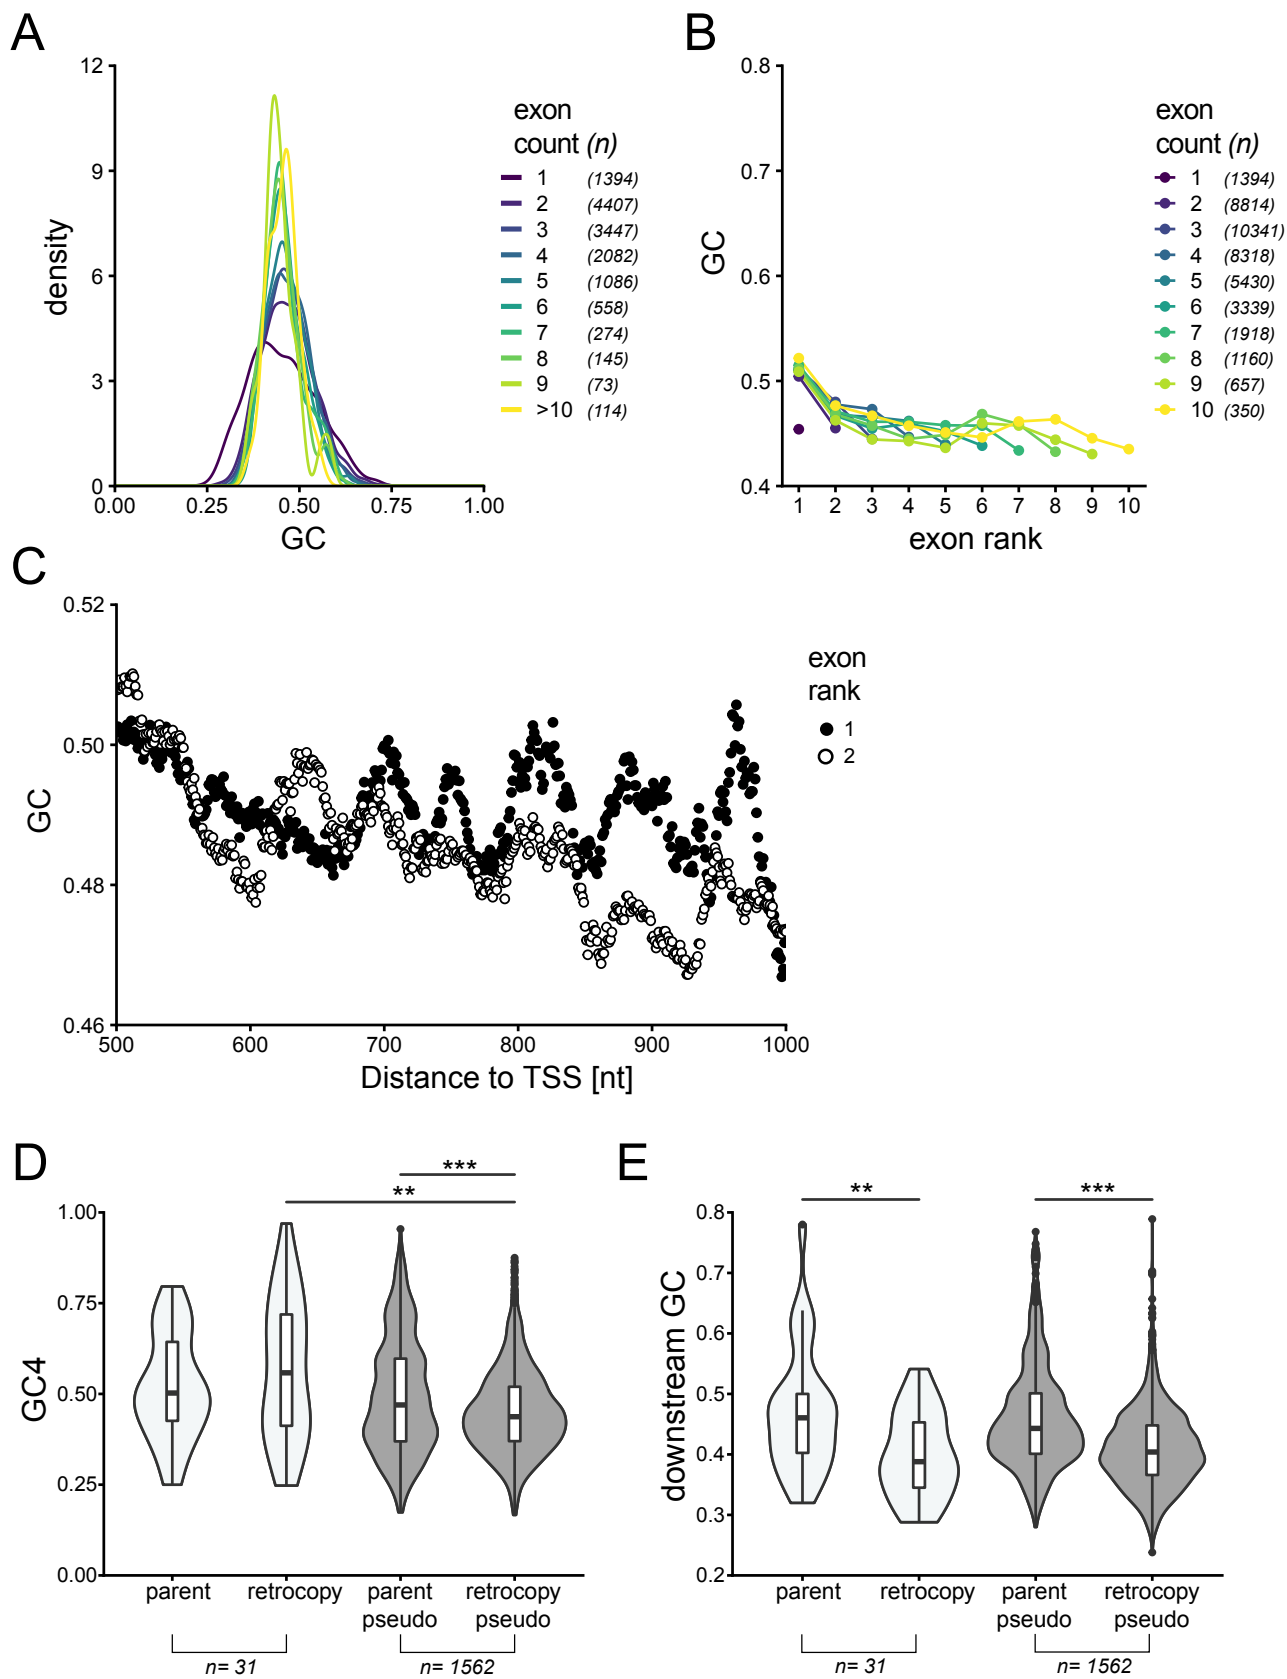 A
12
9
6
3
0
density
0.00
0.25
0.50
0.75
1.00
GC
exon
count (n)
1 (1394)
2 (4407)
3 (3447)
4 (2082)
5 (1086)
6 (558)
7 (274)
8 (145)
9 (73)
>10 (114)
B
0.8
0.7
0.6
0.5
0.4
GC
1 2 3 4 5 6 7 8 9 10
exon rank
exon
count (n)
1 (1394)
2 (8814)
3 (10341)
4 (8318)
5 (5430)
6 (3339)
7 (1918)
8 (1160)
9 (657)
10 (350)
C
0.52
0.50
0.48
0.46
GC
500 600 700 800 900 1000
Distance to TSS [nt]
exon
rank
1
2
D
***
**
1.00
0.75
0.50
0.25
0.00
GC4
parent
retrocopy
parent
pseudo
retrocopy
pseudo
n= 31
n= 1562
E
**
***
0.8
0.7
0.6
0.5
0.4
0.3
0.2
downstream GC
parent
retrocopy
parent
pseudo
retrocopy
pseudo
n= 31
n= 1562